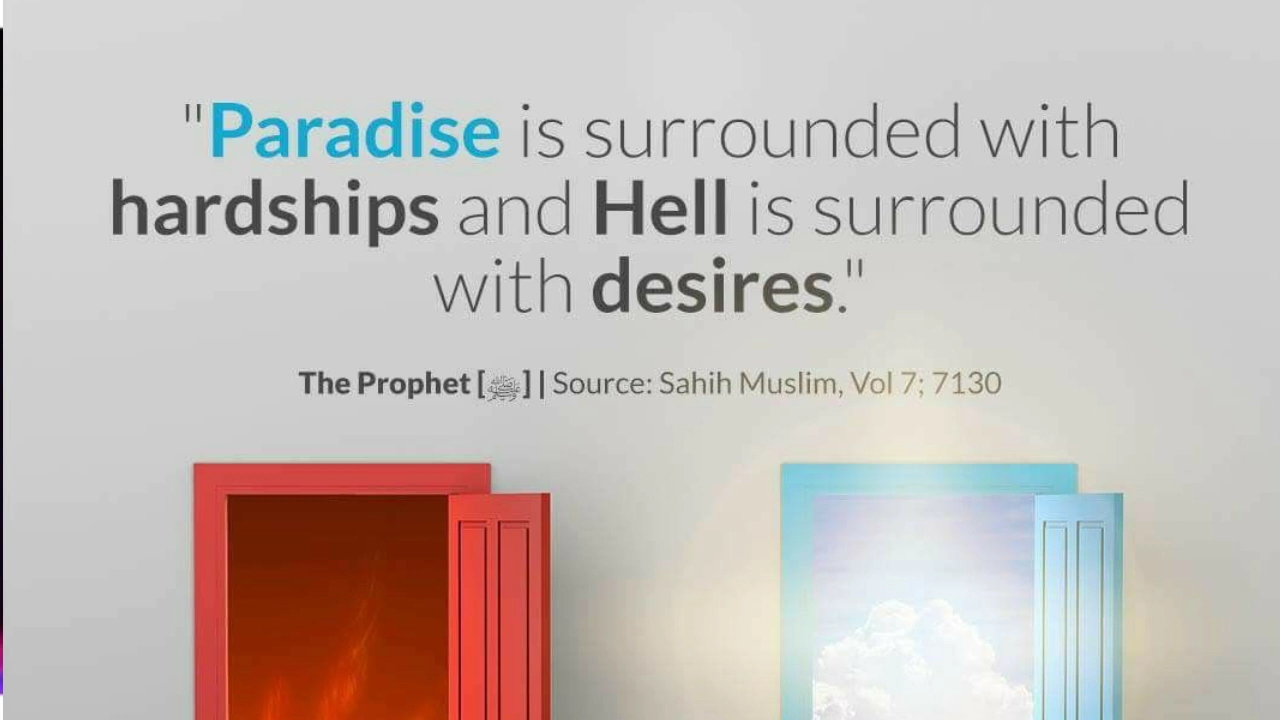 "Paradise is surrounded with
hardships and Hell is surrounded
with desires."
The Prophet [ﷺ] | Source: Sahih Muslim, Vol 7; 7130